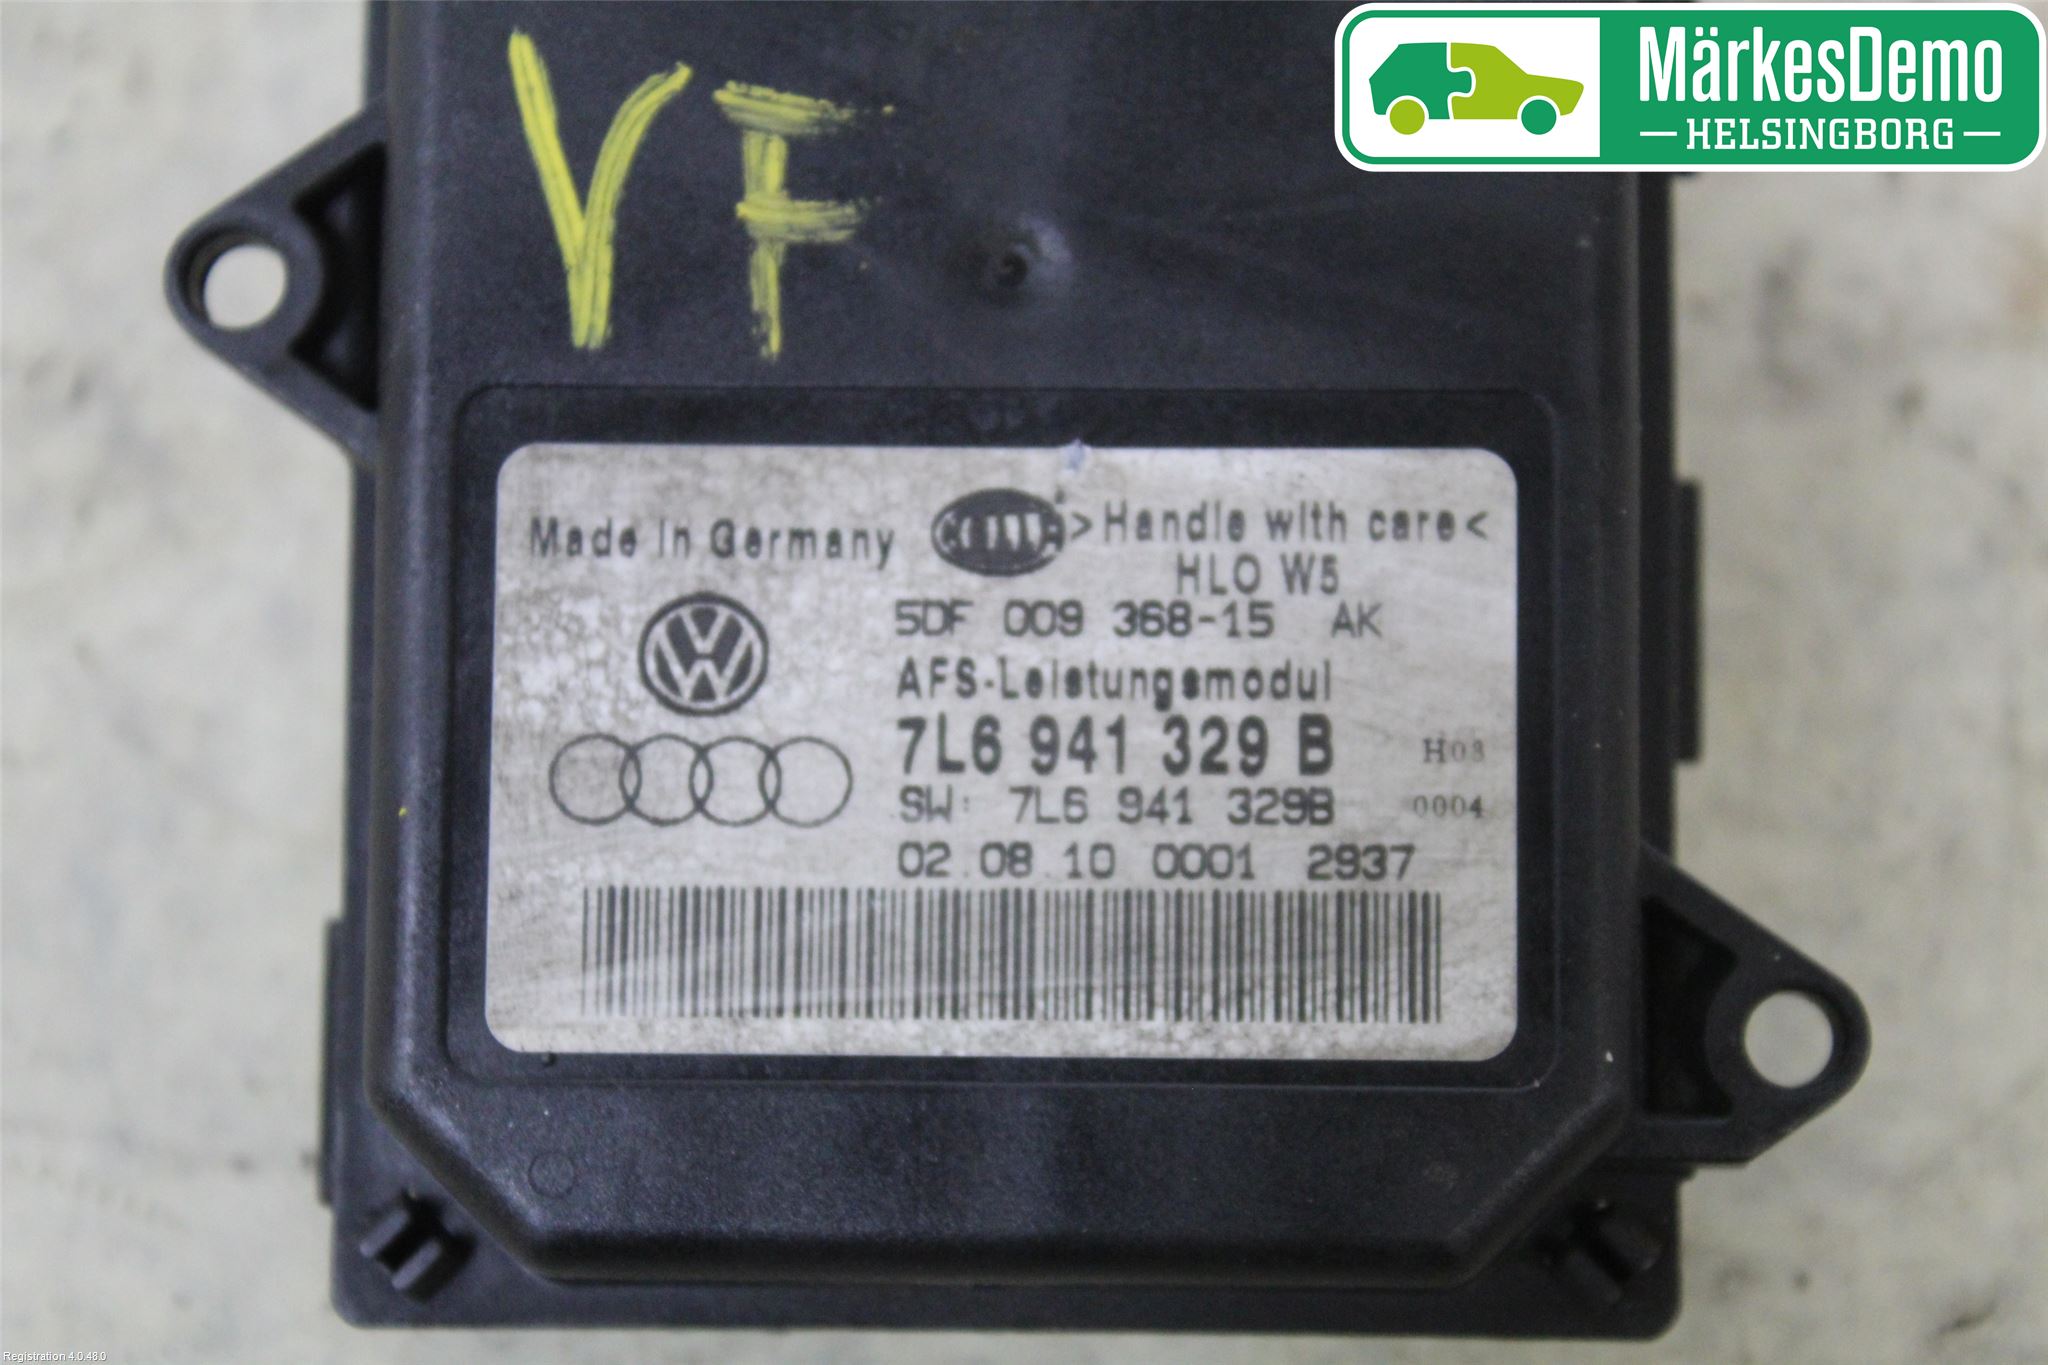 MärkesDemo
HELSINGBORG
VF
Made in Germany
>Handle with care<
HLO W5
5DF 009 368-15 AK
AFS-Leistungsmodul
7L6 941 329 B H08
SW: 7L6 941 329B 0004
02.08.10 0001 2937
Registration 4.0.48.0